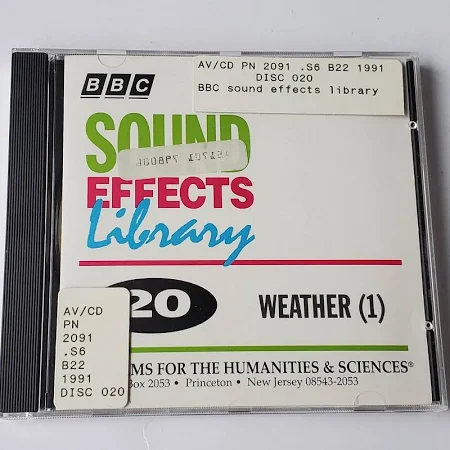 BBC
AV/CD PN 2091 .S6 B22 1991
DISC 020
BBC sound effects library
SOUND
EFFECTS
Library
20
WEATHER (1)
AV/CD
PN
2091
.S6
B22
1991
DISC 020
MS FOR THE HUMANITIES & SCIENCES®
Box 2053 • Princeton • New Jersey 08543-2053